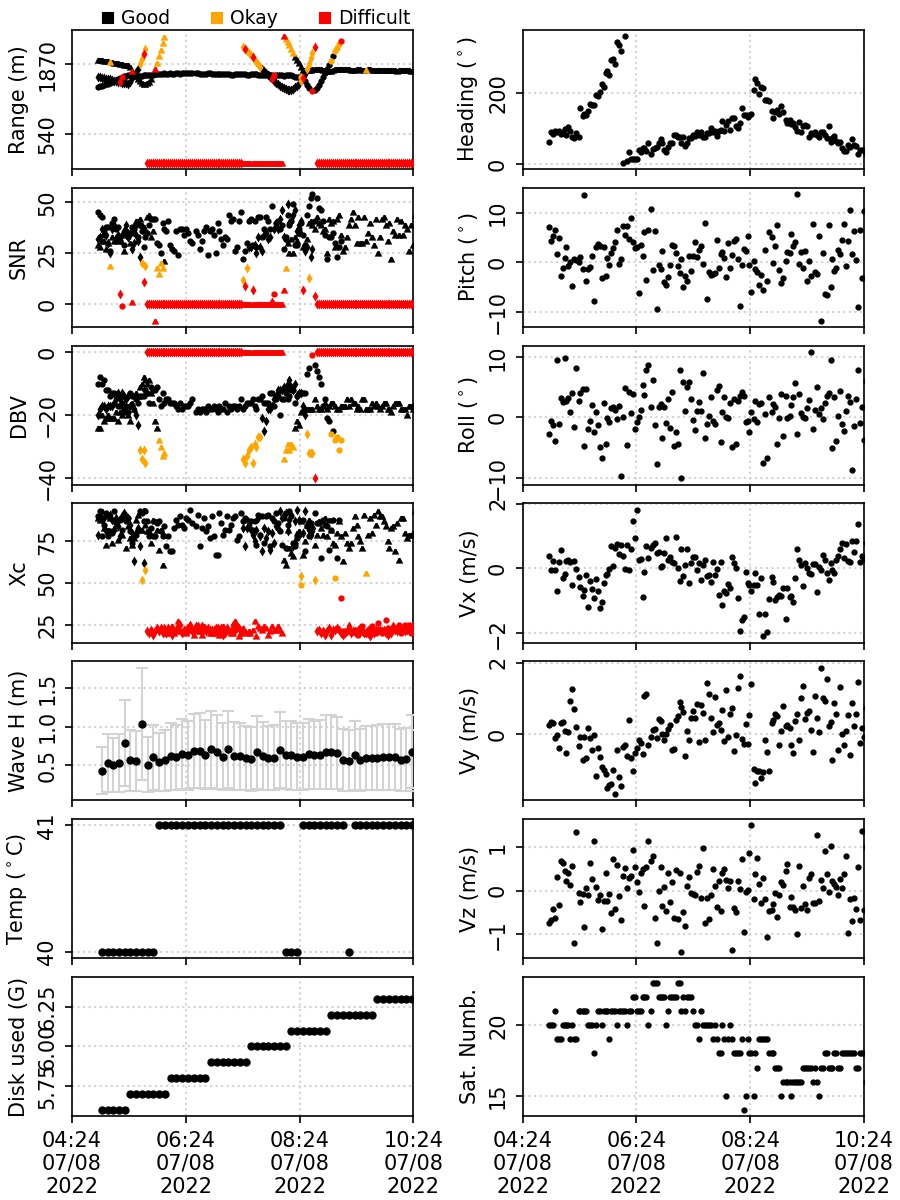 Good Okay Difficult
Range (m)
1870
540
Heading (°)
200
0
SNR
50
25
0
Pitch (°)
10
0
−10
DBV
0
−20
−40
Roll (°)
10
0
−10
Xc
75
50
25
Vx (m/s)
2
0
−2
Wave H (m)
1.5
1.0
0.5
Vy (m/s)
2
0
Temp (°C)
41
40
Vz (m/s)
1
0
−1
Disk used (G)
6.25
6.00
5.75
Sat. Numb.
20
15
04:24 06:24 08:24 10:24 04:24 06:24 08:24 10:24
07/08 07/08 07/08 07/08 07/08 07/08 07/08 07/08
2022 2022 2022 2022 2022 2022 2022 2022